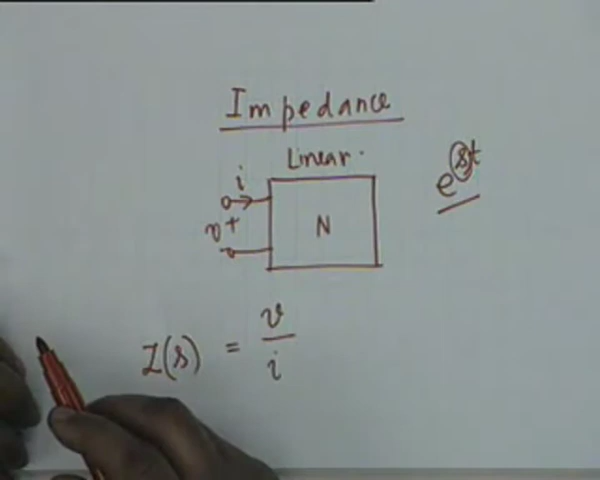 Impedance
Linear.
i
e^{st}
v +
-
N
Z(s) = v/i